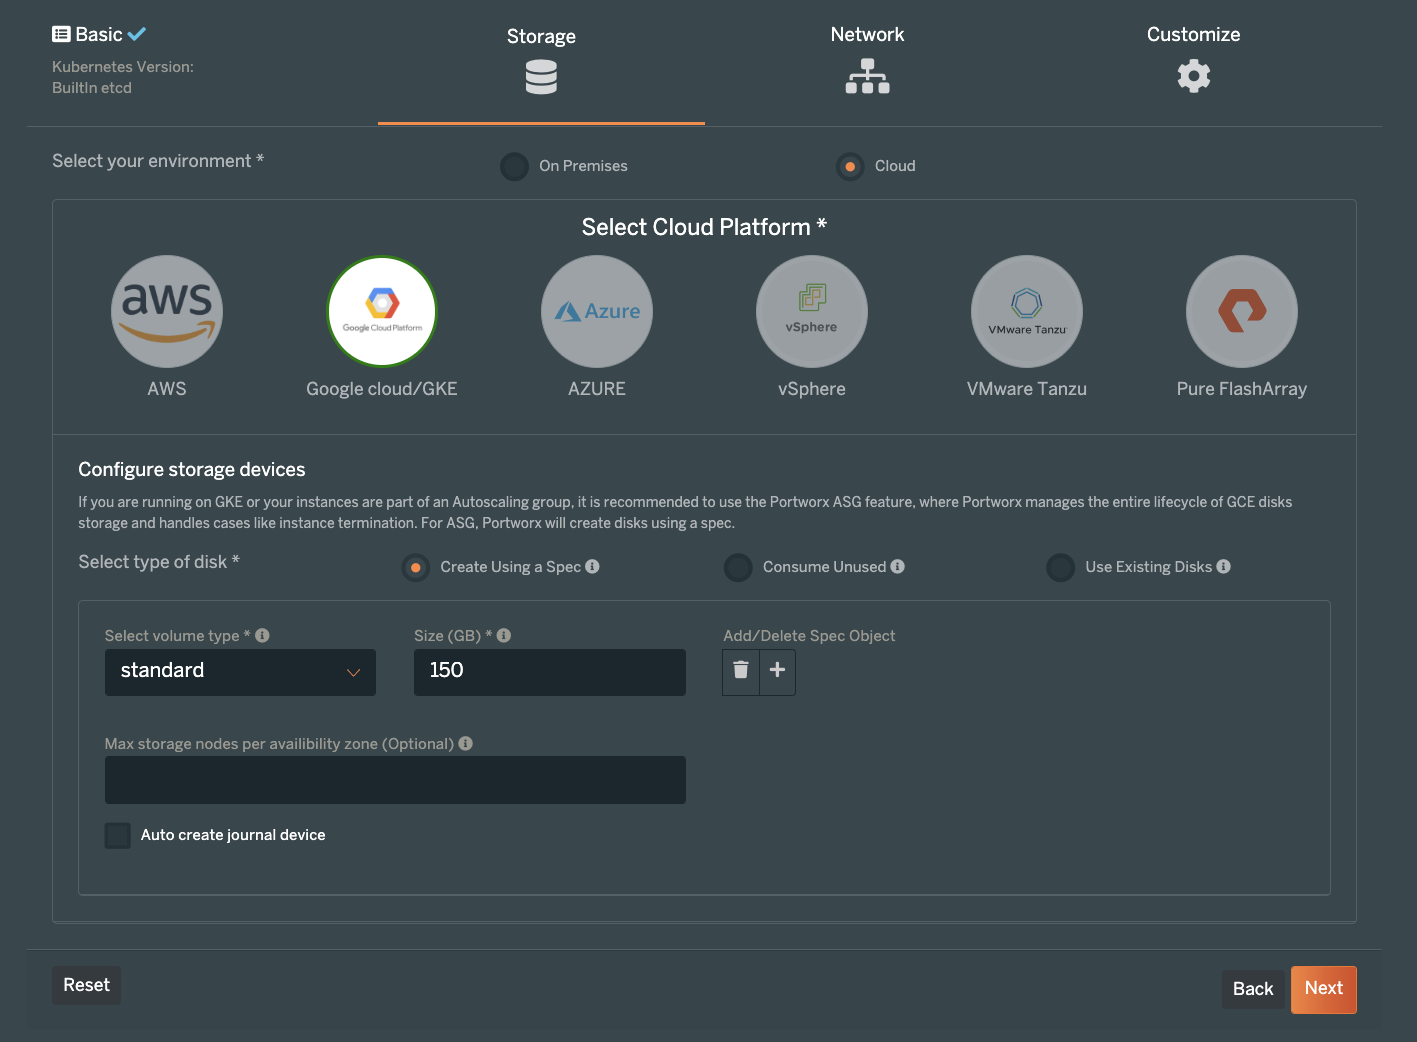 Basic
Kubernetes Version:
BuiltIn etcd
Storage
Network
Customize
Select your environment *
On Premises
Cloud
Select Cloud Platform *
aws
Google Cloud Platform
Azure
vSphere
VMware Tanzu
AWS
Google cloud/GKE
AZURE
vSphere
VMware Tanzu
Pure FlashArray
Configure storage devices
If you are running on GKE or your instances are part of an Autoscaling group, it is recommended to use the Portworx ASG feature, where Portworx manages the entire lifecycle of GCE disks
storage and handles cases like instance termination. For ASG, Portworx will create disks using a spec.
Select type of disk *
Create Using a Spec
Consume Unused
Use Existing Disks
Select volume type *
Size (GB) *
Add/Delete Spec Object
standard
150
Max storage nodes per availibility zone (Optional)
Auto create journal device
Reset
Back
Next